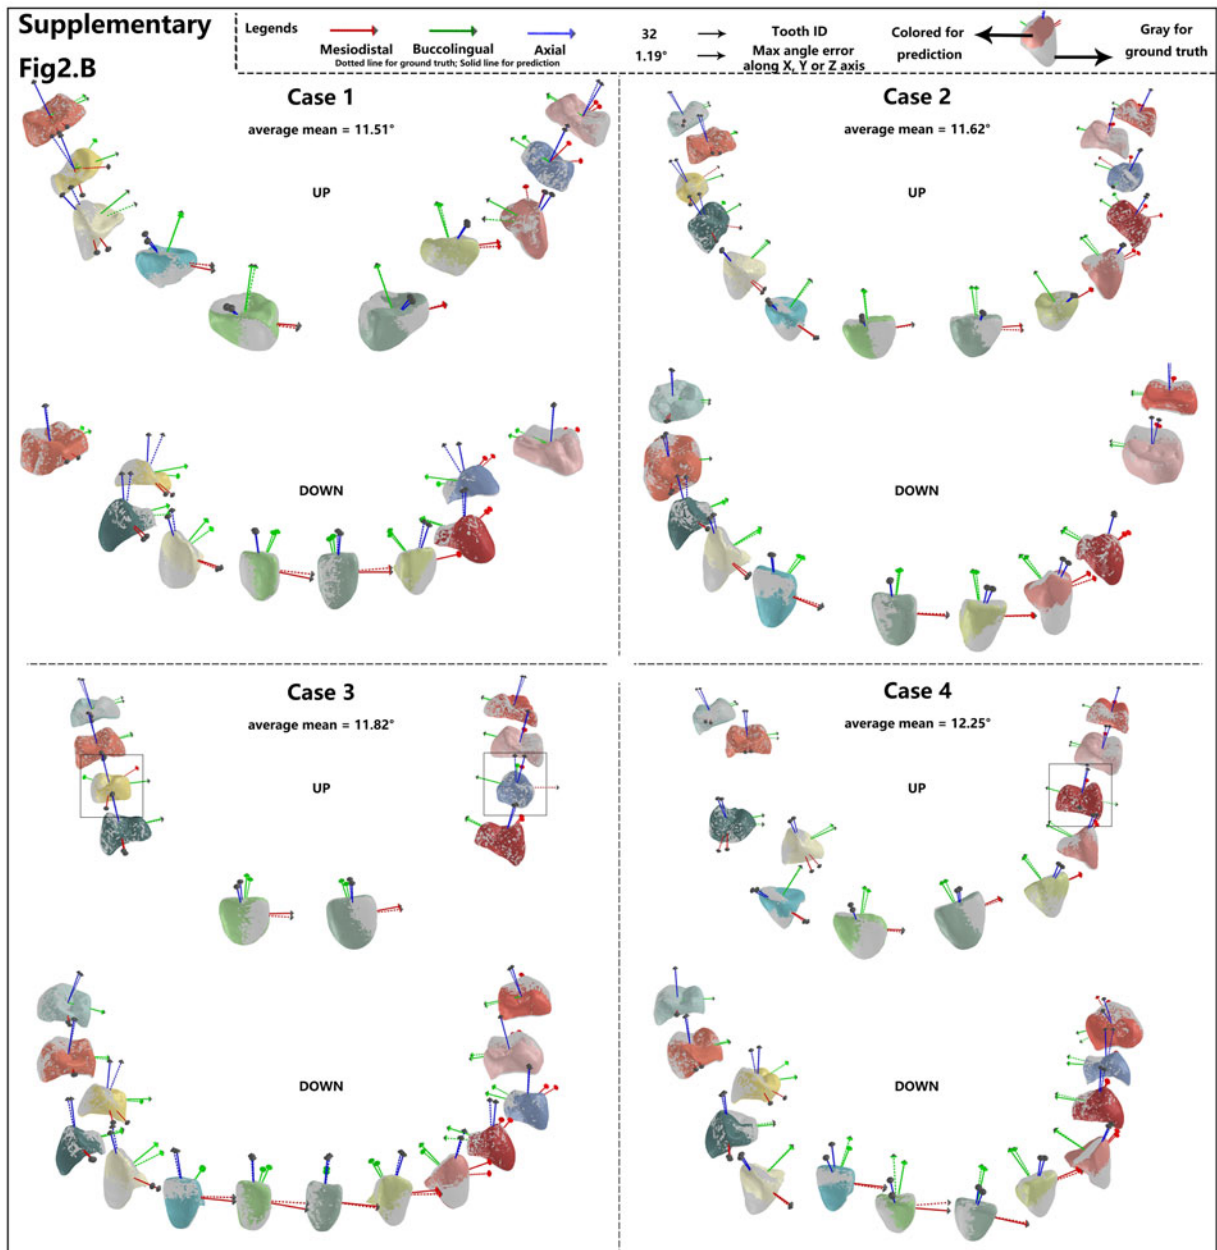 Supplementary
Fig2.B
Legends
Mesiodistal Buccolingual Axial
Dotted line for ground truth; Solid line for prediction
32 Tooth ID
1.19° Max angle error
along X, Y or Z axis
Colored for
prediction
Gray for
ground truth
Case 1
average mean = 11.51°
UP
DOWN
Case 2
average mean = 11.62°
UP
DOWN
Case 3
average mean = 11.82°
UP
DOWN
Case 4
average mean = 12.25°
UP
DOWN